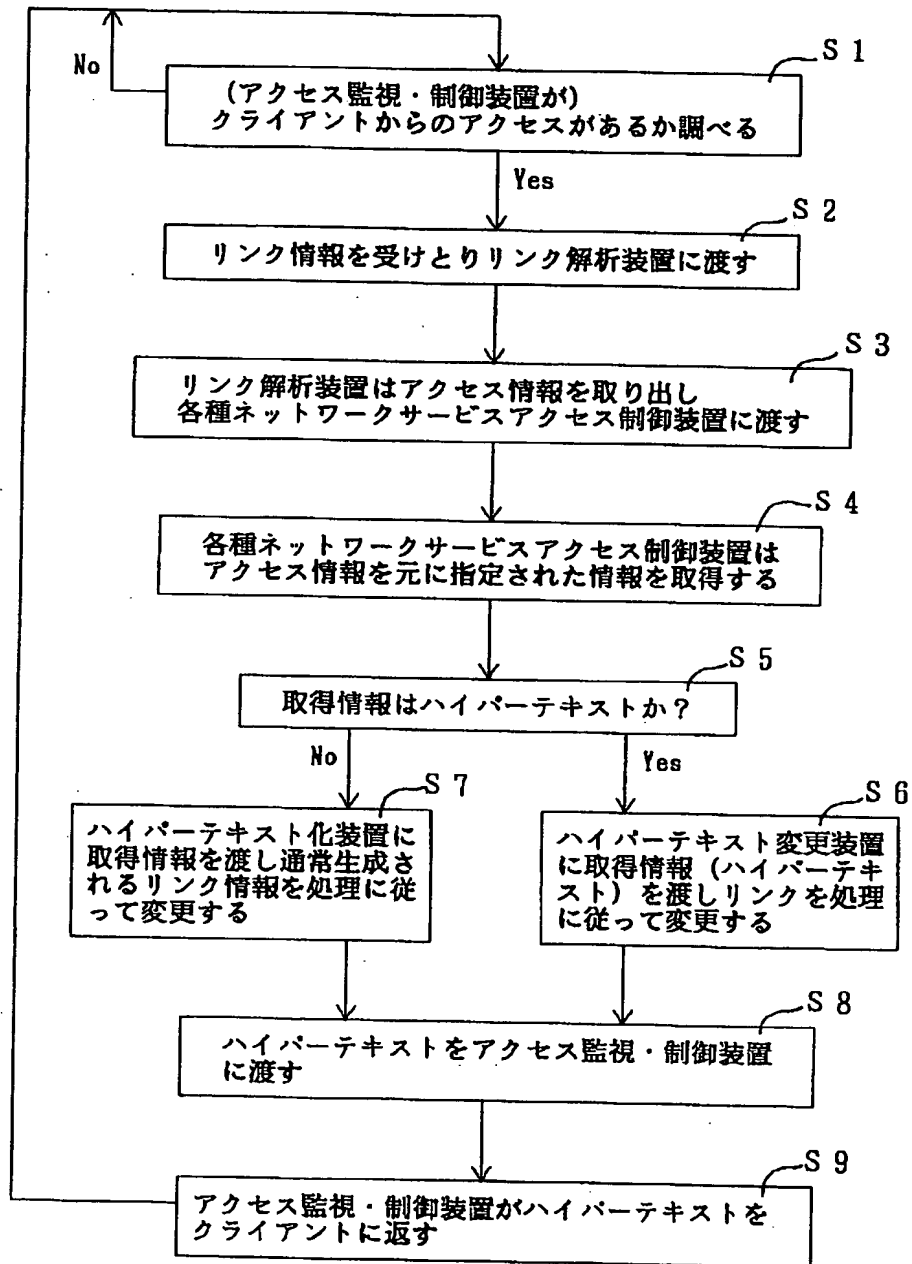 No
S 1
(アクセス監視・制御装置が)
クライアントからのアクセスがあるか調べる
Yes
S 2
リンク情報を受けとりリンク解析装置に渡す
S 3
リンク解析装置はアクセス情報を取り出し
各種ネットワークサービスアクセス制御装置に渡す
S 4
各種ネットワークサービスアクセス制御装置は
アクセス情報を元に指定された情報を取得する
S 5
取得情報はハイパーテキストか?
No
Yes
S 7
ハイパーテキスト化装置に
取得情報を渡し通常生成さ
れるリンク情報を処理に従
って変更する
S 6
ハイパーテキスト変更装置
に取得情報(ハイパーテキ
スト)を渡しリンクを処理
に従って変更する
S 8
ハイパーテキストをアクセス監視・制御装置
に渡す
S 9
アクセス監視・制御装置がハイパーテキストを
クライアントに返す